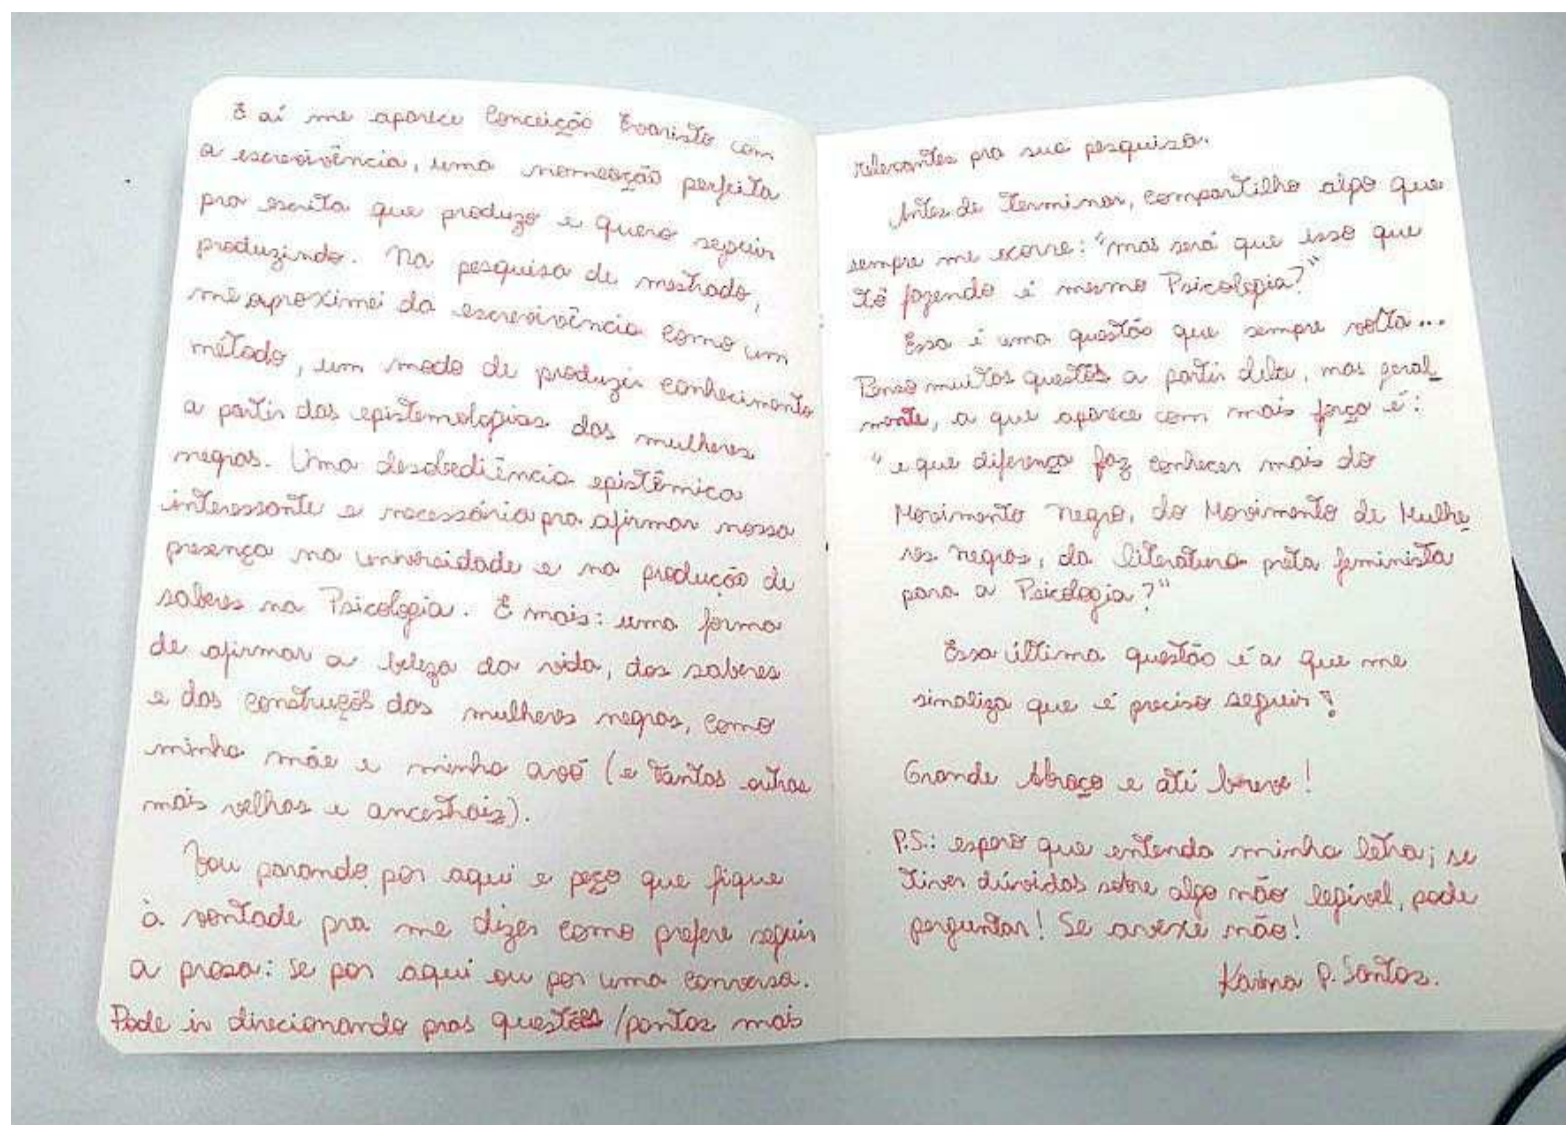 E aí me aparece Conceição Evaristo com
a escrevivência, uma nomeação perfeita
pra escrita que produzo e quero seguir
produzindo. Na pesquisa de mestrado,
me aproximei da escrevivência como um
método, um modo de produzir conhecimento
a partir das epistemologias das mulheres
negras. Uma desobediência epistêmica
interessante e necessária pra afirmar nossa
presença na universidade e na produção de
saberes na Psicologia. E mais: uma forma
de afirmar a beleza da vida, dos saberes
e das construções das mulheres negras, como
minha mãe e minha avó (e tantas outras
mais velhas e ancestrais).
Vou parando por aqui e peço que fique
à vontade pra me dizer como prefere seguir
a prosa: se por aqui ou por uma conversa.
Pode ir direcionando pras questões/pontos mais
relevantes pra sua pesquisa.
Antes de terminar, compartilho algo que
sempre me ocorre: "mas será que isso que
tô fazendo é mesmo Psicologia?"
Essa é uma questão que sempre volta...
Penso muitas questões a partir dela, mas geral
mente, a que aparece com mais força é:
"e que diferença faz conhecer mais do
Movimento negro, do Movimento de Mulhe
res negras, da literatura preta feminista
para a Psicologia?"
Essa última questão é a que me
sinaliza que é preciso seguir!
Grande Abraço e até breve!
P.S.: espero que entenda minha letra; se
tiver dúvidas sobre algo não legível, pode
perguntar! Se avexe não!
Karina P. Santos.